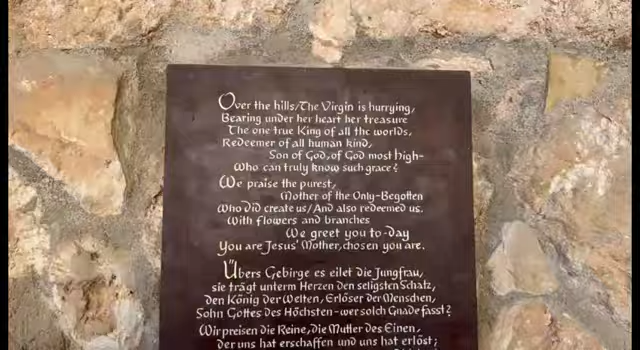 Over the hills/The Virgin is hurrying,
Bearing under her heart her treasure
The one true King of all the worlds,
Redeemer of all human kind,
Son of God, of God most high-
Who can truly know such grace?
We praise the purest,
Mother of the Only-Begotten
Who did create us/And also redeemed us.
With flowers and branches
We greet you to-day
You are Jesus' Mother, chosen you are.
Übers Gebirge es eilet die Jungfrau,
sie trägt unterm Herzen den seligsten Schatz,
den König der Welten, Erlöser der Menschen,
Sohn Gottes des Höchsten-wer solch Gnade fasst?
Wir preisen die Reine, die Mutter des Einen,
der uns hat erschaffen und uns hat erlöst;